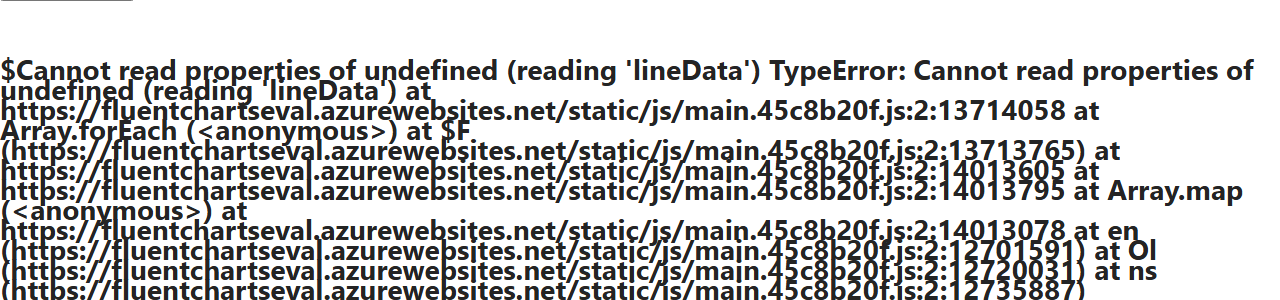 $Cannot read properties of undefined (reading 'lineData') TypeError: Cannot read properties of
undefined (reading 'lineData') at
https://fluentchartseval.azurewebsites.net/static/js/main.45c8b20f.js:2:13714058 at
Array.forEach (<anonymous>) at $F
(https://fluentchartseval.azurewebsites.net/static/js/main.45c8b20f.js:2:13713765) at
https://fluentchartseval.azurewebsites.net/static/js/main.45c8b20f.js:2:14013605 at
https://fluentchartseval.azurewebsites.net/static/js/main.45c8b20f.js:2:14013795 at Array.map
(<anonymous>) at
https://fluentchartseval.azurewebsites.net/static/js/main.45c8b20f.js:2:14013078 at en
(https://fluentchartseval.azurewebsites.net/static/js/main.45c8b20f.js:2:12701591) at Ol
(https://fluentchartseval.azurewebsites.net/static/js/main.45c8b20f.js:2:12720031) at ns
(https://fluentchartseval.azurewebsites.net/static/js/main.45c8b20f.js:2:12735887)